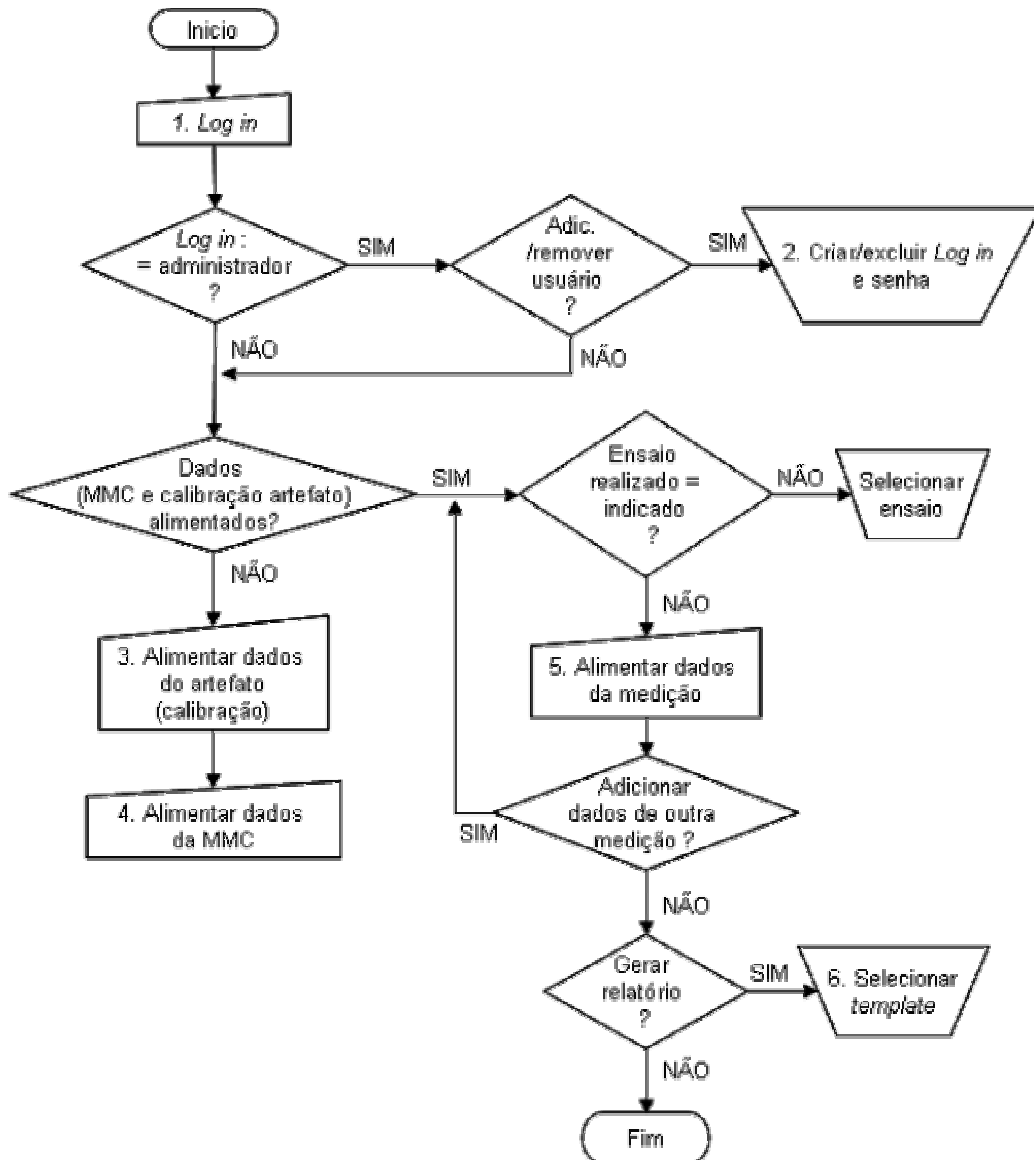 Inicio
1. Log in
Log in :
= administrador
?
SIM
Adic.
/remover
usuário
?
SIM
2. Criar/excluir Log in
e senha
NÃO
NÃO
Dados
(MMC e calibração artefato)
alimentados?
SIM
Ensaio
realizado =
indicado
?
NÃO
Selecionar
ensaio
NÃO
NÃO
3. Alimentar dados
do artefato
(calibração)
5. Alimentar dados
da medição
4. Alimentar dados
da MMC
Adicionar
dados de outra
medição ?
SIM
NÃO
Gerar
relatório
?
SIM
6. Selecionar
template
NÃO
Fim